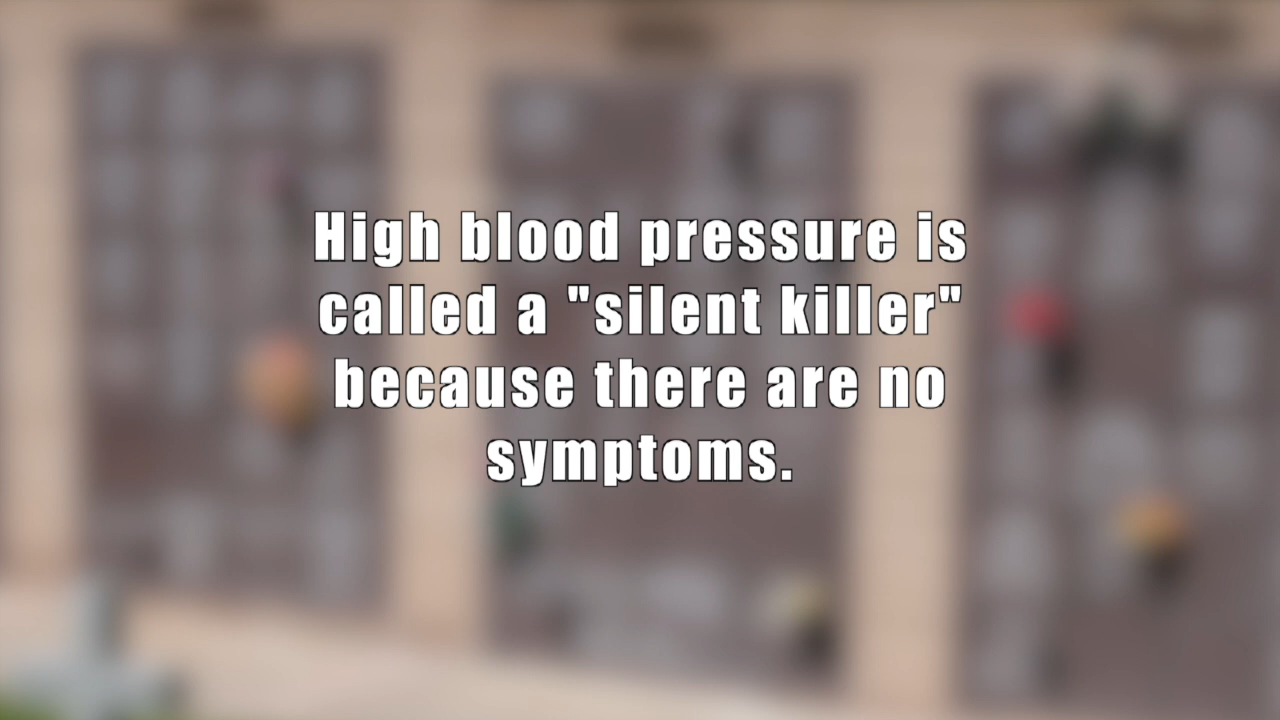 High blood pressure is
called a "silent killer"
because there are no
symptoms.